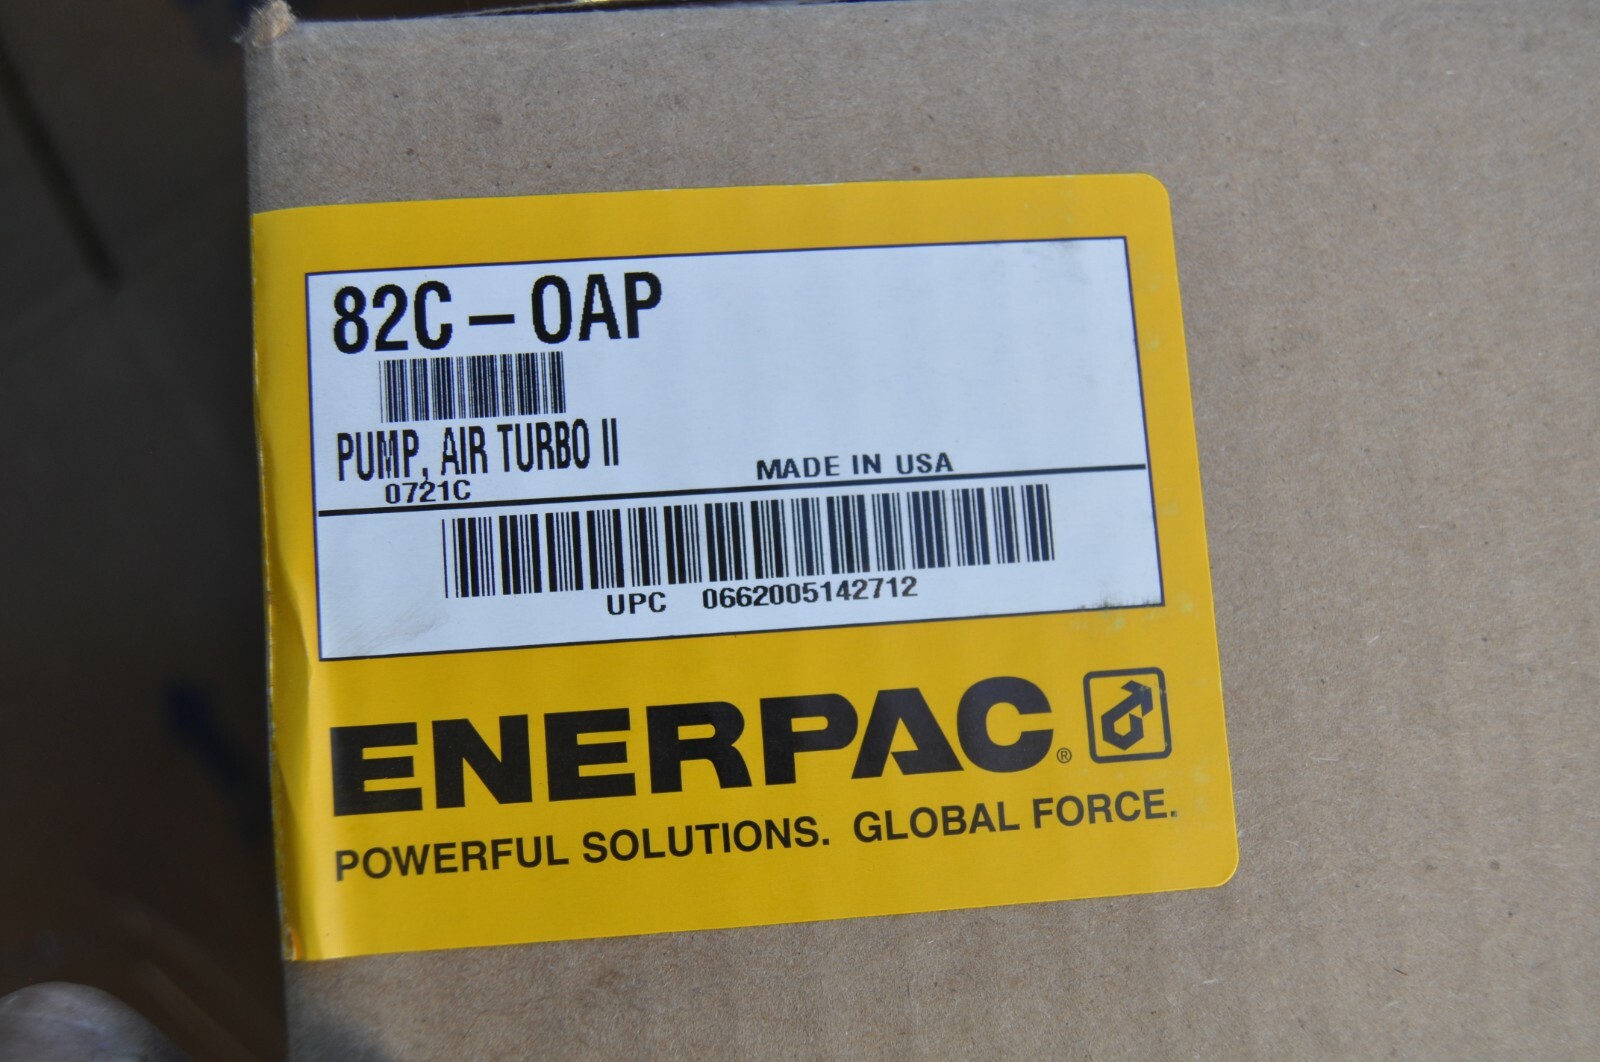 82C-OAP
PUMP, AIR TURBO II
0721C
MADE IN USA
UPC 0662005142712
ENERPAC®
POWERFUL SOLUTIONS. GLOBAL FORCE.